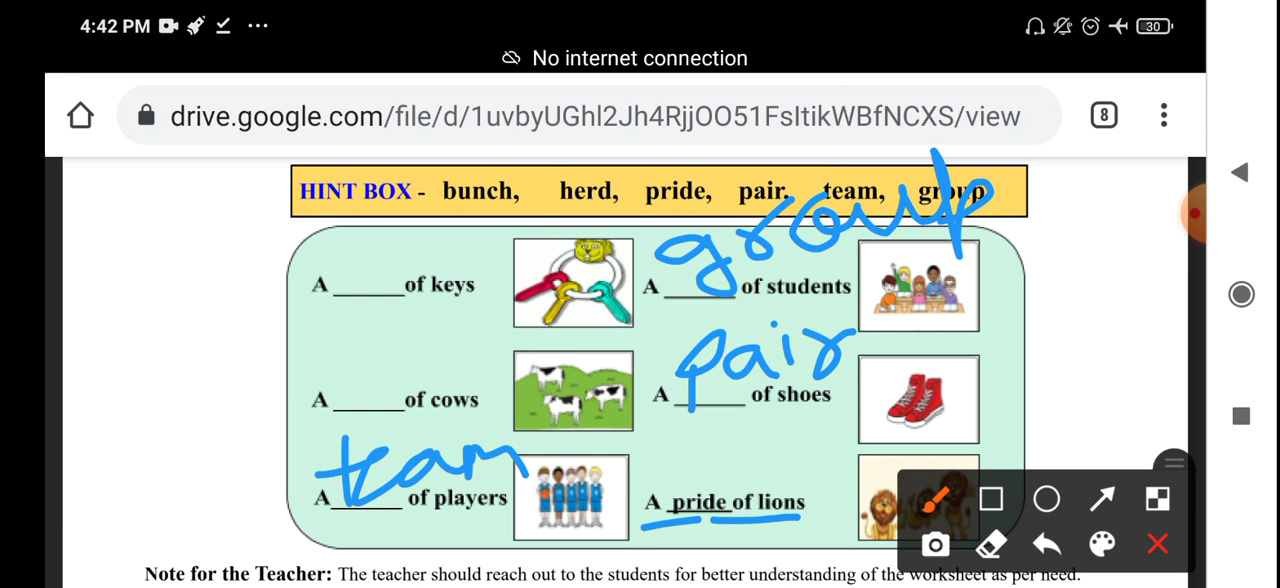 4:42 PM
30
No internet connection
drive.google.com/file/d/1uvbyUGhl2Jh4RjjOO51FsItikWBfNCXS/view
8
HINT BOX - bunch, herd, pride, pair, team, group
group
A ______ of keys
A ______ of students
pair
A ______ of cows
A ______ of shoes
team
A ______ of players
A pride of lions
Note for the Teacher: The teacher should reach out to the students for better understanding of the worksheet as per need.